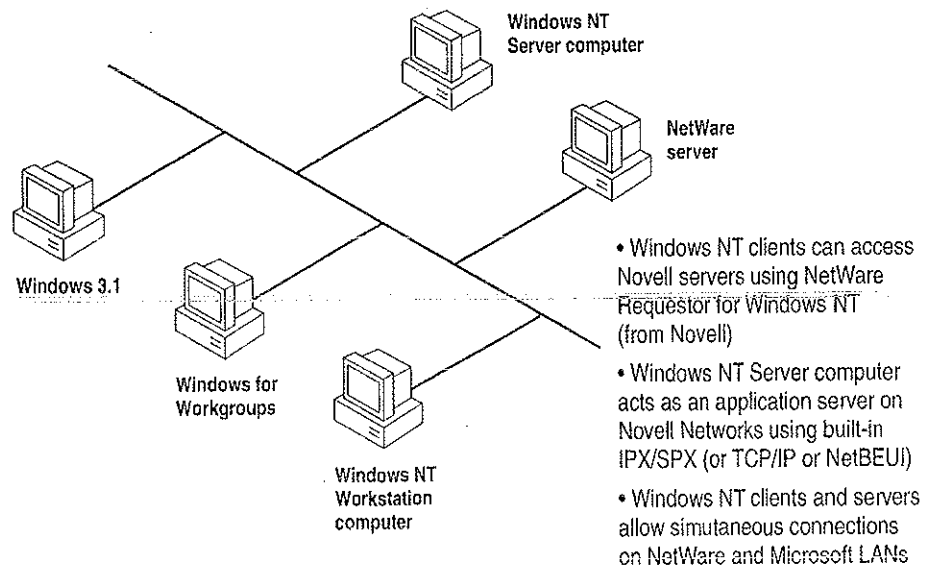 Windows NT
Server computer
NetWare
server
Windows 3.1
Windows for
Workgroups
Windows NT
Workstation
computer
• Windows NT clients can access
Novell servers using NetWare
Requestor for Windows NT
(from Novell)
• Windows NT Server computer
acts as an application server on
Novell Networks using built-in
IPX/SPX (or TCP/IP or NetBEUI)
• Windows NT clients and servers
allow simutaneous connections
on NetWare and Microsoft LANs